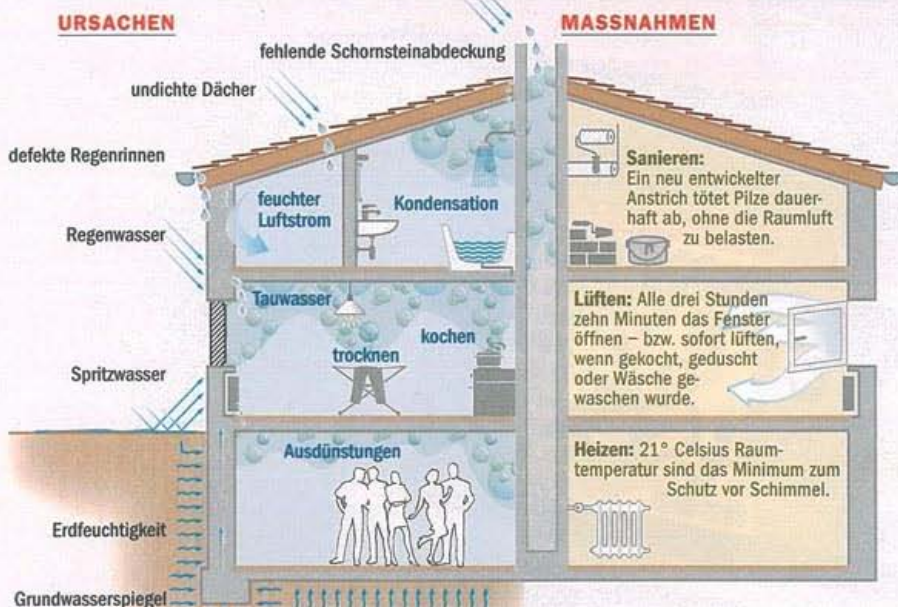 URSACHEN
MASSNAHMEN
fehlende Schornsteinabdeckung
undichte Dächer
defekte Regenrinnen
Regenwasser
Spritzwasser
Erdfeuchtigkeit
Grundwasserspiegel
feuchter
Luftstrom
Kondensation
Tauwasser
kochen
trocknen
Ausdünstungen
Sanieren:
Ein neu entwickelter
Anstrich tötet Pilze dauer-
haft ab, ohne die Raumluft
zu belasten.
Lüften: Alle drei Stunden
zehn Minuten das Fenster
öffnen – bzw. sofort lüften,
wenn gekocht, geduscht
oder Wäsche ge-
waschen wurde.
Heizen: 21° Celsius Raum-
temperatur sind das Minimum zum
Schutz vor Schimmel.